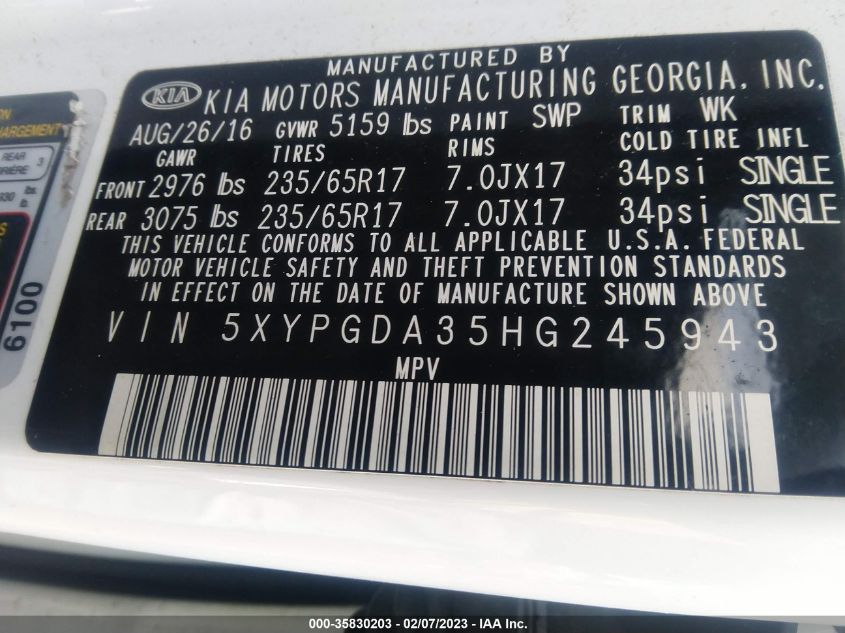 MANUFACTURED BY
KIA KIA MOTORS MANUFACTURING GEORGIA, INC.
AUG/26/16 GVWR 5159 lbs PAINT SWP TRIM WK
GAWR TIRES RIMS COLD TIRE INFL
FRONT 2976 lbs 235/65R17 7.0JX17 34psi SINGLE
REAR 3075 lbs 235/65R17 7.0JX17 34psi SINGLE
THIS VEHICLE CONFORMS TO ALL APPLICABLE U.S.A. FEDERAL
MOTOR VEHICLE SAFETY AND THEFT PREVENTION STANDARDS
IN EFFECT ON THE DATE OF MANUFACTURE SHOWN ABOVE
VIN 5XYPGDA35HG245943
MPV
REAR 3
6100
000-35830203 - 02/07/2023 - IAA Inc.